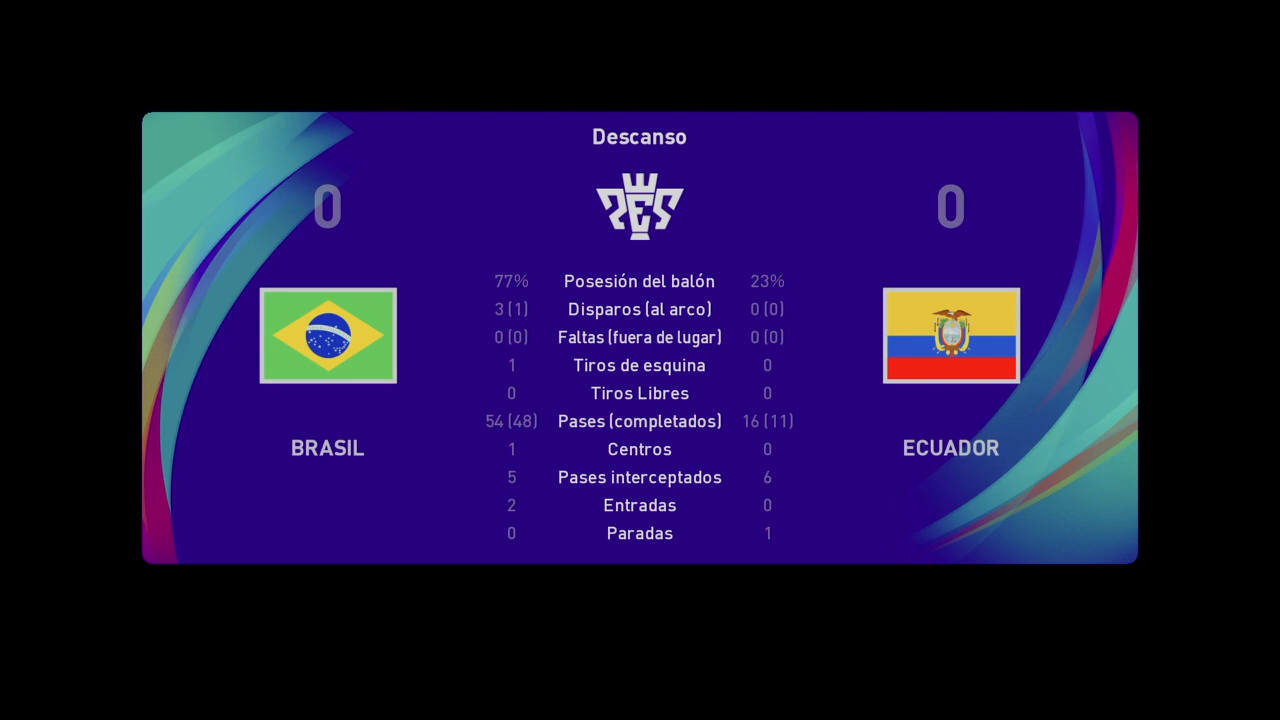 Descanso
0 PES 0
77% Posesión del balón 23%
3 (1) Disparos (al arco) 0 (0)
0 (0) Faltas (fuera de lugar) 0 (0)
1 Tiros de esquina 0
0 Tiros Libres 0
54 (48) Pases (completados) 16 (11)
BRASIL 1 Centros 0 ECUADOR
5 Pases interceptados 6
2 Entradas 0
0 Paradas 1